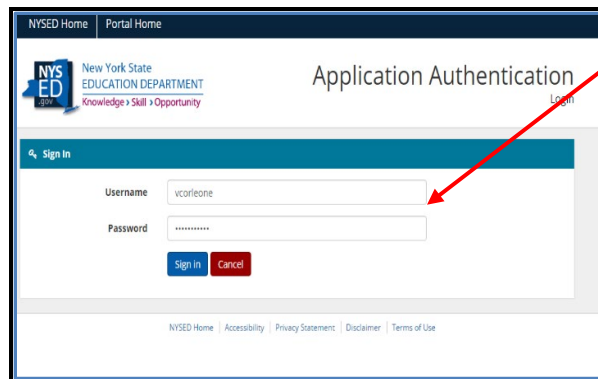 NYSED Home Portal Home
NYS
ED
.gov
New York State
EDUCATION DEPARTMENT
Knowledge > Skill > Opportunity
Application Authentication
Login
Sign In
Username vcorleone
Password ...........
Sign in Cancel
NYSED Home | Accessibility | Privacy Statement | Disclaimer | Terms of Use